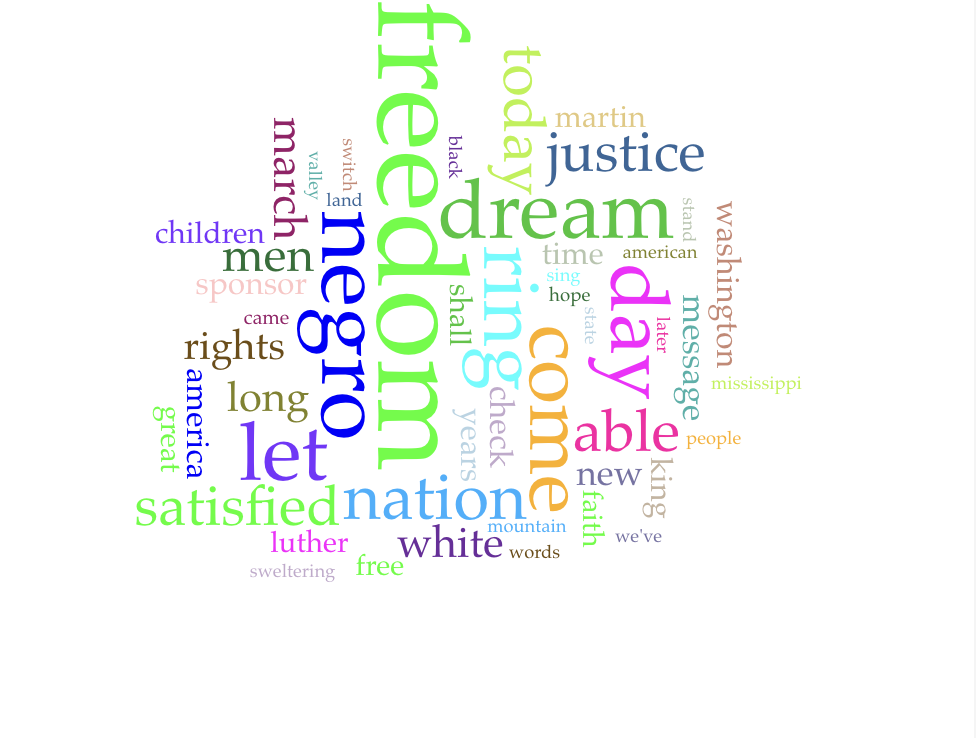 freedom
today
martin
justice
march
valley
switch
black
land
dream
stand
washington
children
men
negro
ring
time
american
sing
hope
day
sponsor
came
shall
state
later
message
rights
come
mississippi
america
long
check
great
let
years
able
people
satisfied
nation
new
king
mountain
faith
luther
white
words
we've
sweltering
free